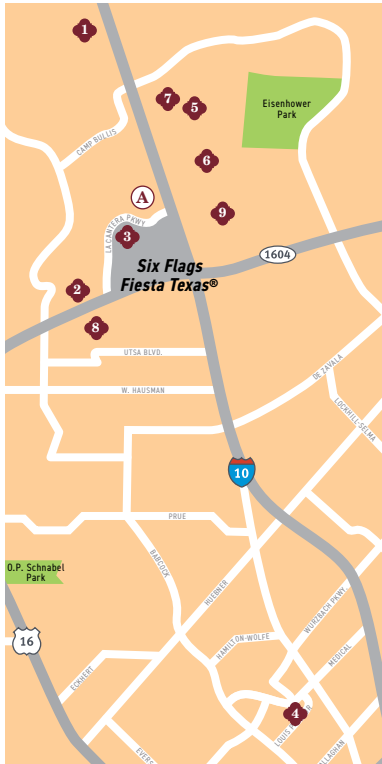 1
7
5
Eisenhower
Park
CAMP BULLIS
6
A
9
LA CANTERA PKWY
3
1604
Six Flags
Fiesta Texas®
2
8
UTSA BLVD.
DE ZAVALA
W. HAUSMAN
LOCKHILL-SELMA
10
PRUE
BABCOCK
O.P. Schnabel
Park
HUEBNER
WURZBACH PKWY
16
HAMILTON-WOLFE
MEDICAL
ECKHERT
4
LOUIS
EVERS